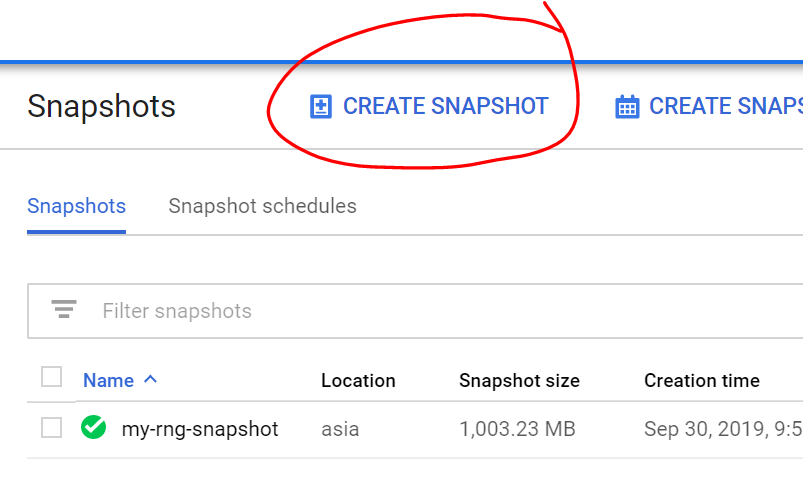 Snapshots CREATE SNAPSHOT CREATE SNAPS
Snapshots Snapshot schedules
Filter snapshots
Name Location Snapshot size Creation time
my-rng-snapshot asia 1,003.23 MB Sep 30, 2019, 9:5